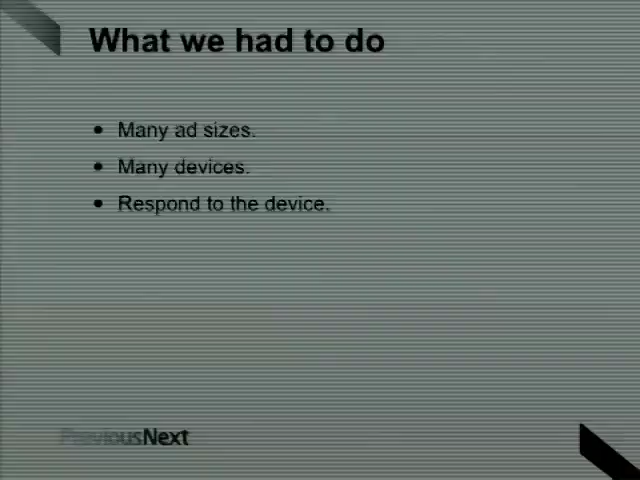 What we had to do
• Many ad sizes.
• Many devices.
• Respond to the device.
PreviousNext